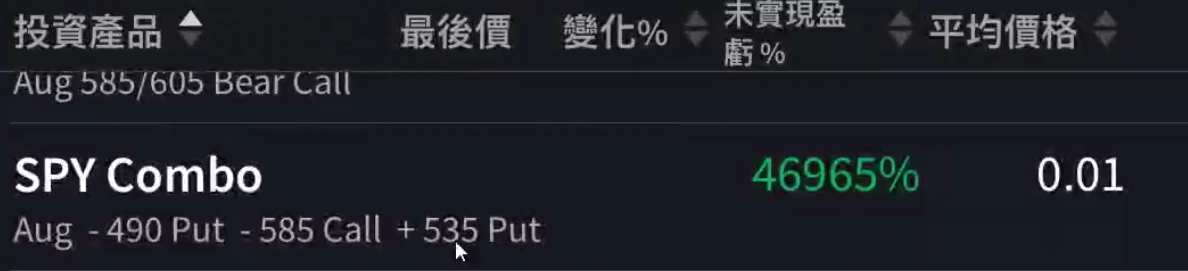 投資產品 最後價 變化% 未實現盈虧% 平均價格
Aug 585/605 Bear Call
SPY Combo 46965% 0.01
Aug - 490 Put - 585 Call + 535 Put